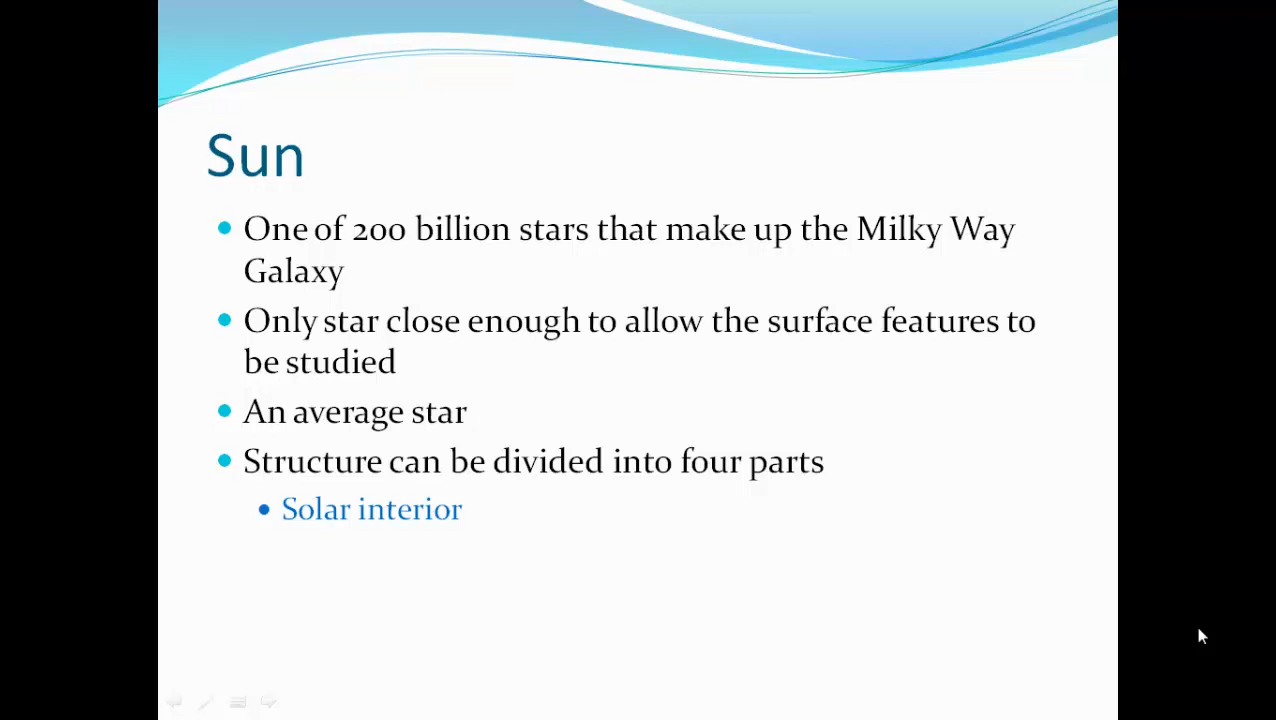 Sun
• One of 200 billion stars that make up the Milky Way
Galaxy
• Only star close enough to allow the surface features to
be studied
• An average star
• Structure can be divided into four parts
• Solar interior